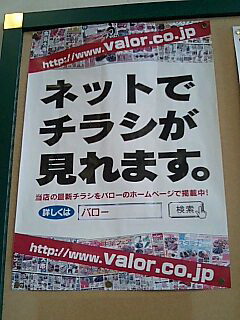 http://www.valor.co.jp
ネットで
チラシが
見れます。
当店の最新チラシをバローのホームページで掲載中!
詳しくは バロー 検索
http://www.valor.co.jp